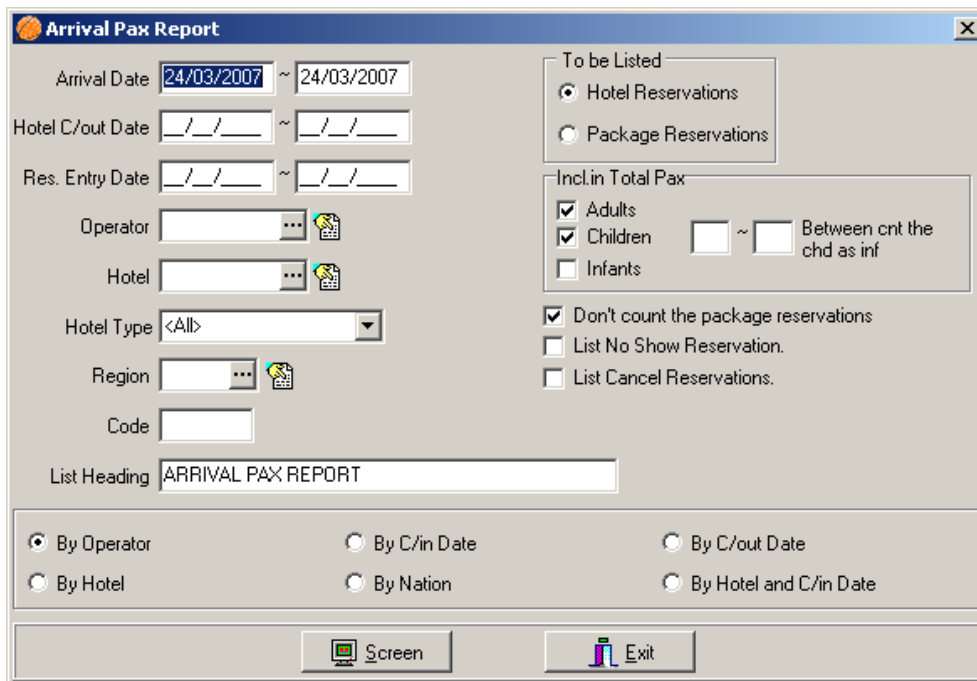 Arrival Pax Report
Arrival Date 24/03/2007 ~ 24/03/2007
Hotel C/out Date __/__/____ ~ __/__/____
Res. Entry Date __/__/____ ~ __/__/____
Operator ...
Hotel ...
Hotel Type <All>
Region ...
Code
List Heading ARRIVAL PAX REPORT
To be Listed
Hotel Reservations
Package Reservations
Incl.in Total Pax
Adults
Children ~ Between cnt the
chd as inf
Infants
Don't count the package reservations
List No Show Reservation.
List Cancel Reservations.
By Operator By C/in Date By C/out Date
By Hotel By Nation By Hotel and C/in Date
Screen Exit